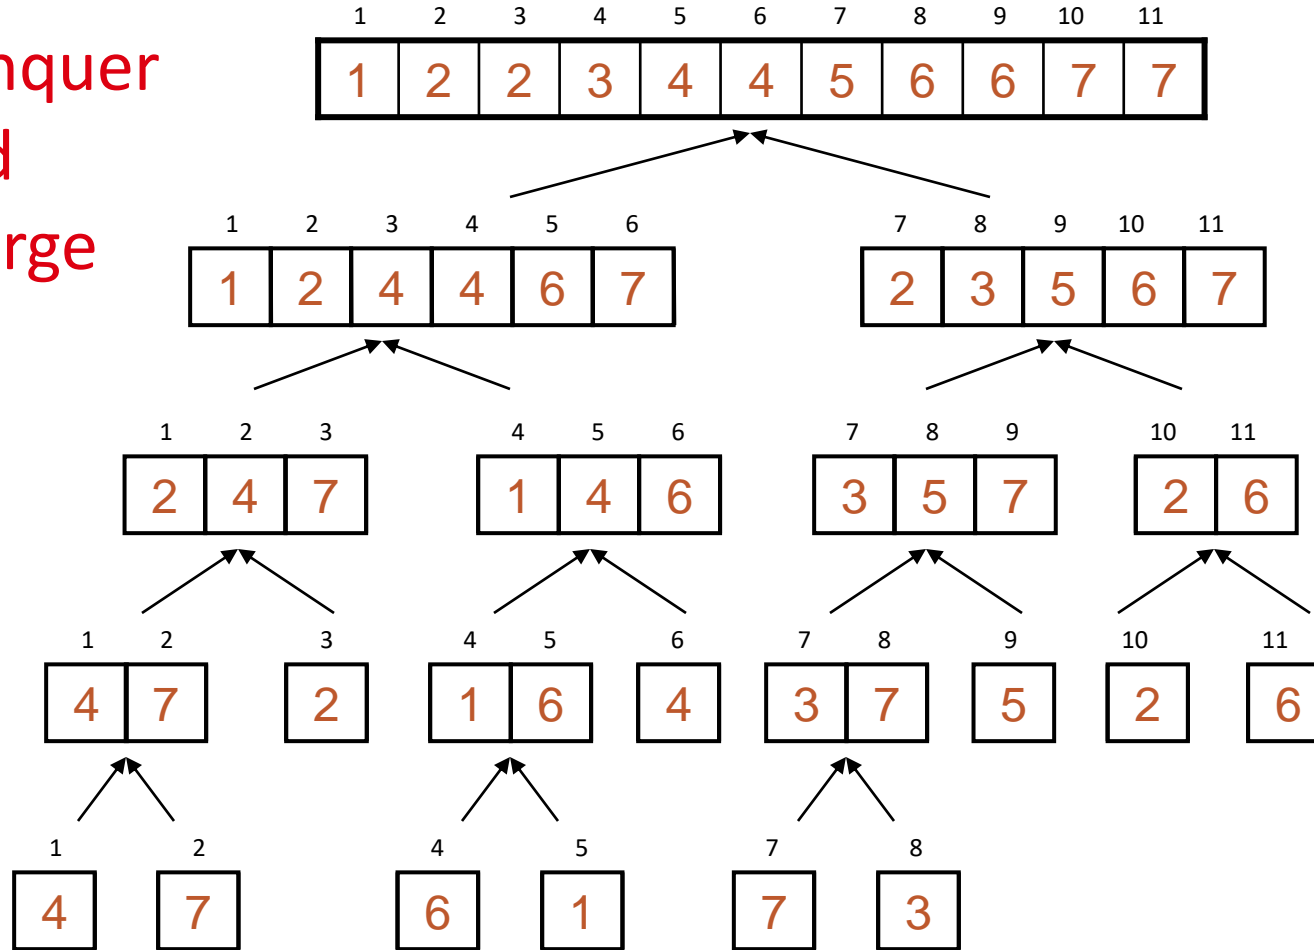 1 2 3 4 5 6 7 8 9 10 11
nquer
1 2 2 3 4 4 5 6 6 7 7
d
1 2 3 4 5 6 7 8 9 10 11
rge
1 2 4 4 6 7 2 3 5 6 7
1 2 3 4 5 6 7 8 9 10 11
2 4 7 1 4 6 3 5 7 2 6
1 2 3 4 5 6 7 8 9 10 11
4 7 2 1 6 4 3 7 5 2 6
1 2 4 5 7 8
4 7 6 1 7 3